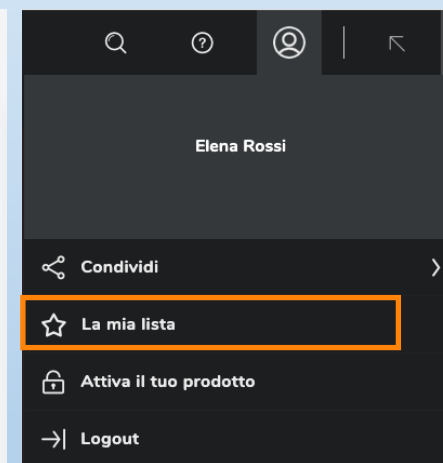 Elena Rossi
Condividi
La mia lista
Attiva il tuo prodotto
Logout